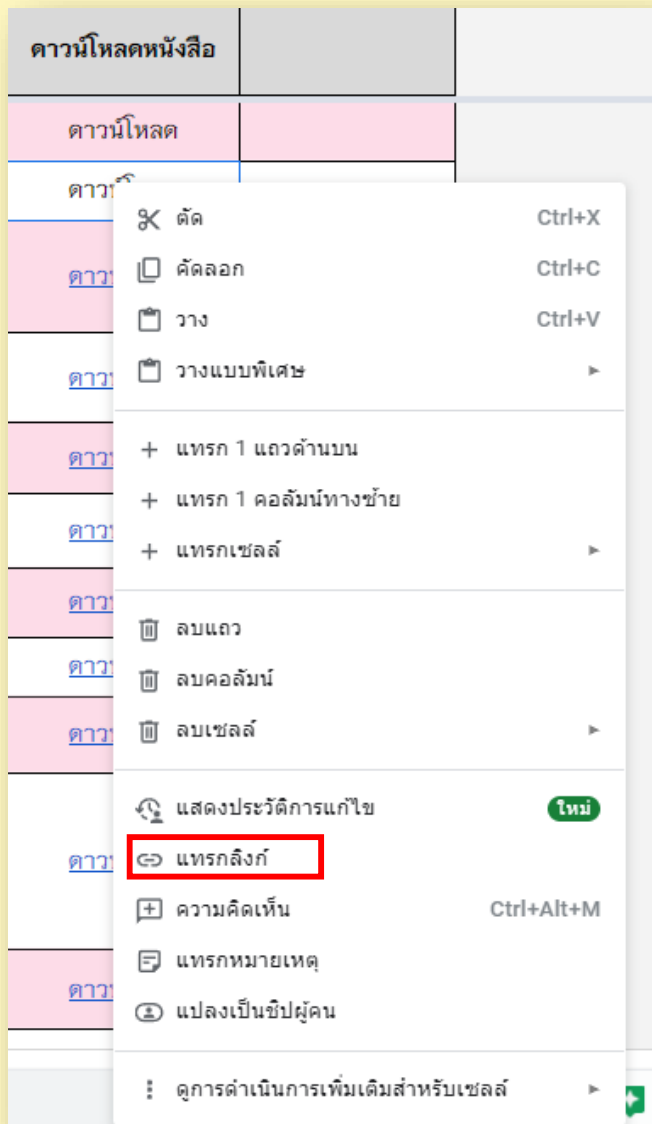 ดาวน์โหลดหนังสือ
ดาวน์โหลด
ตัด Ctrl+X
คัดลอก Ctrl+C
วาง Ctrl+V
วางแบบพิเศษ
แทรก 1 แถวด้านบน
แทรก 1 คอลัมน์ทางซ้าย
แทรกเซลล์
ลบแถว
ลบคอลัมน์
ลบเซลล์
แสดงประวัติการแก้ไข ใหม่
แทรกลิงก์
ความคิดเห็น Ctrl+Alt+M
แทรกหมายเหตุ
แปลงเป็นชิปผู้คน
ดูการดำเนินการเพิ่มเติมสำหรับเซลล์